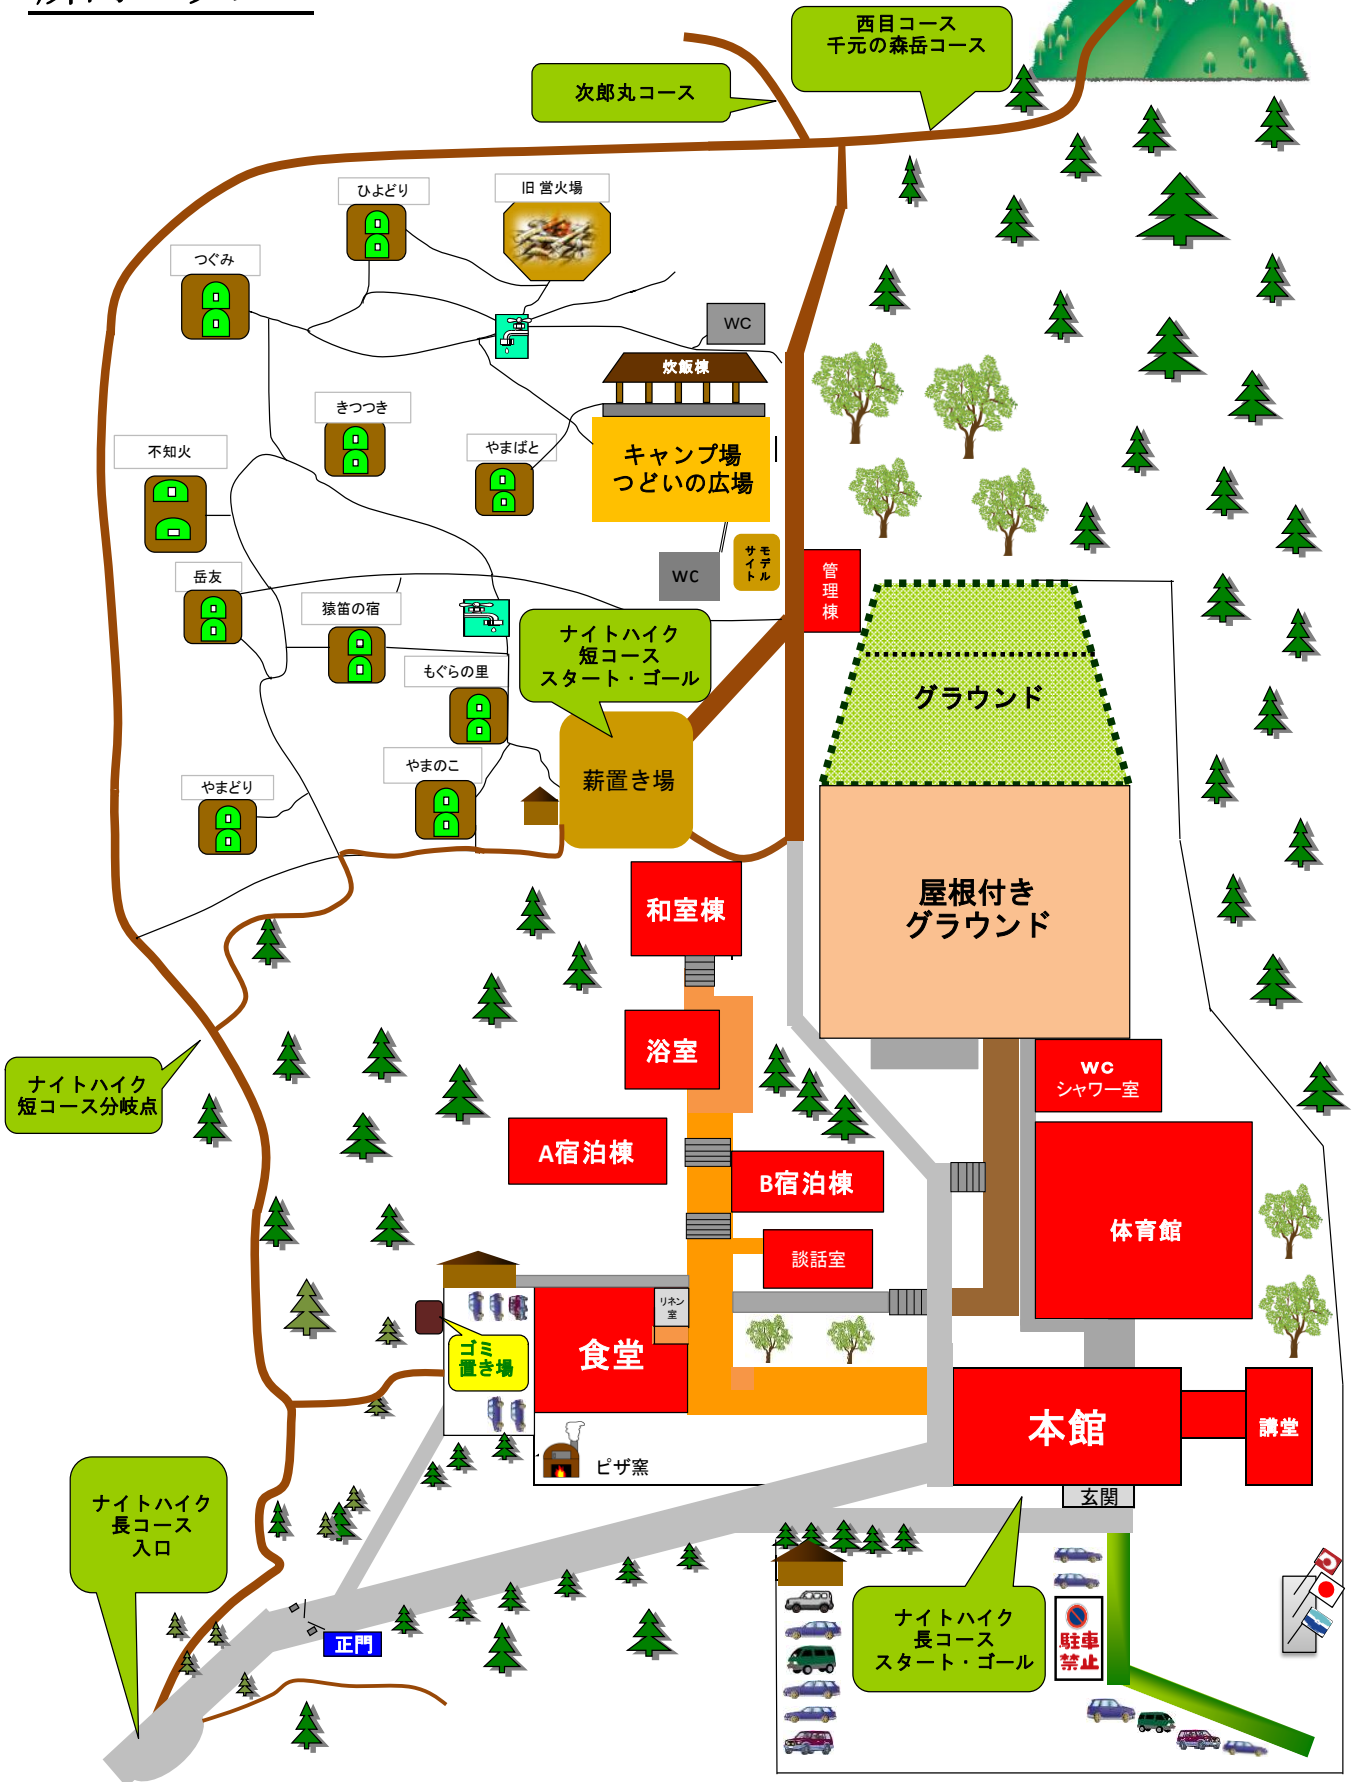 西目コース
千元の森岳コース
次郎丸コース
ひよどり
旧 営火場
つぐみ
WC
炊飯棟
きつつき
キャンプ場
つどいの広場
やまばと
不知火
モデル
サイト
WC
管理棟
岳友
猿笛の宿
ナイトハイク
短コース
スタート・ゴール
もぐらの里
グラウンド
やまのこ
やまどり
薪置き場
屋根付き
グラウンド
和室棟
浴室
WC
シャワー室
ナイトハイク
短コース分岐点
A宿泊棟
B宿泊棟
体育館
談話室
リネン
室
食堂
ゴミ
置き場
本館
講堂
ピザ窯
玄関
ナイトハイク
長コース
入口
正門
ナイトハイク
長コース
スタート・ゴール
駐車
禁止